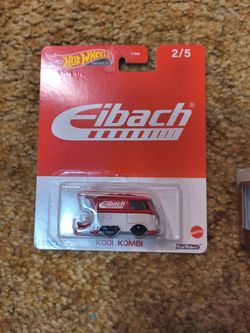 HOT WHEELS
2/5
Eibach
Eibach
KOOL KOMBI
Real Riders